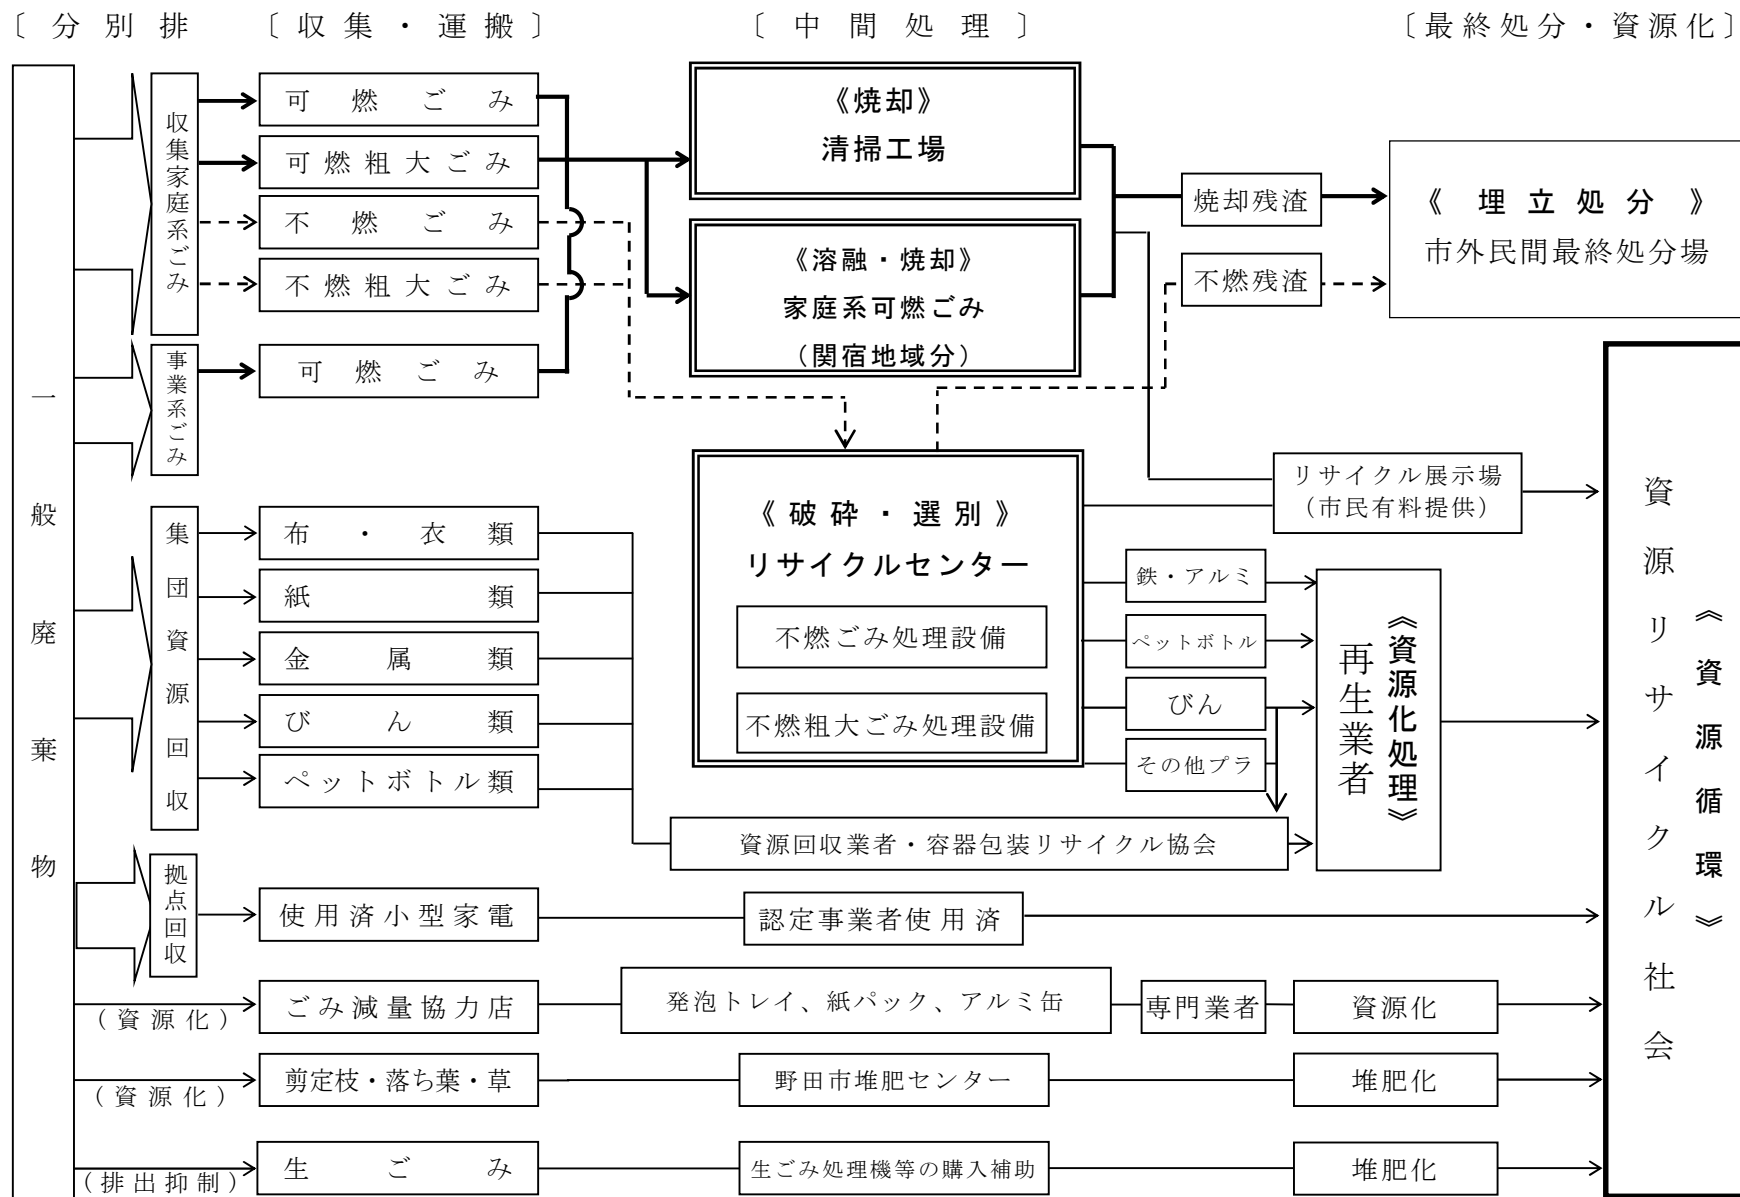 〔分別排
〔収集・運搬〕
〔中間処理〕
〔最終処分・資源化〕
一般廃棄物
収集家庭系ごみ
可燃ごみ
可燃粗大ごみ
不燃ごみ
不燃粗大ごみ
事業系ごみ
可燃ごみ
《焼却》
清掃工場
《溶融・焼却》
家庭系可燃ごみ
（関宿地域分）
焼却残渣
不燃残渣
《埋立処分》
市外民間最終処分場
集団資源回収
布・衣類
紙類
金属類
びん類
ペットボトル類
《破砕・選別》
リサイクルセンター
不燃ごみ処理設備
不燃粗大ごみ処理設備
リサイクル展示場
（市民有料提供）
鉄・アルミ
ペットボトル
びん
その他プラ
資源回収業者・容器包装リサイクル協会
《資源化処理》
再生業者
《資源循環》
資源リサイクル社会
拠点回収
使用済小型家電
認定事業者使用済
（資源化）
ごみ減量協力店
発泡トレイ、紙パック、アルミ缶
専門業者
資源化
（資源化）
剪定枝・落ち葉・草
野田市堆肥センター
堆肥化
（排出抑制）
生ごみ
生ごみ処理機等の購入補助
堆肥化